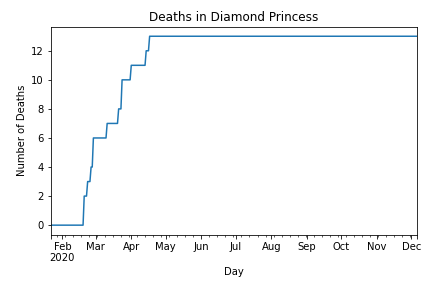 Deaths in Diamond Princess
Number of Deaths
12
10
8
6
4
2
0
Feb Mar Apr May Jun Jul Aug Sep Oct Nov Dec
2020
Day